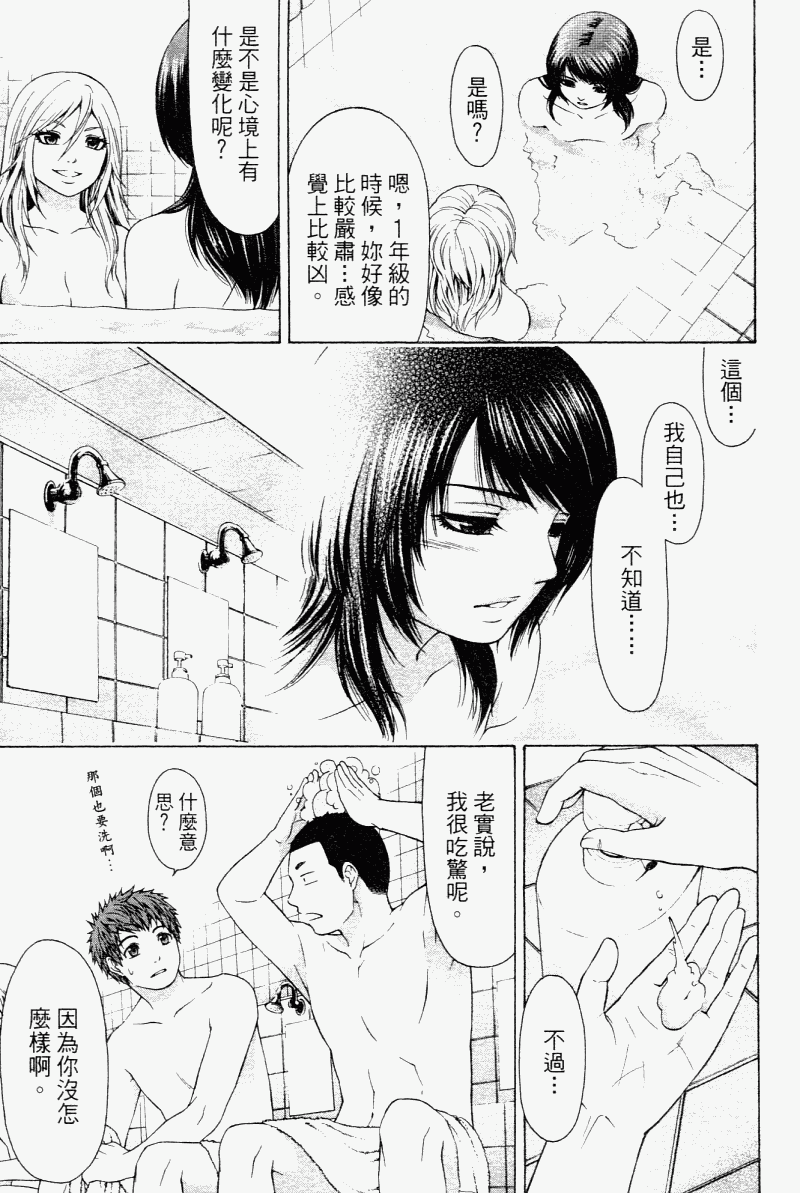 是…
是嗎？
嗯，1年級的
時候，妳好像
比較嚴肅…感
覺上比較凶。
是不是心境上有
什麼變化呢？
這個…
我自己也…
不知道……
不過…
老實說，
我很吃驚呢。
什麼意
思？
那個也要洗啊…
因為你沒怎
麼樣啊。